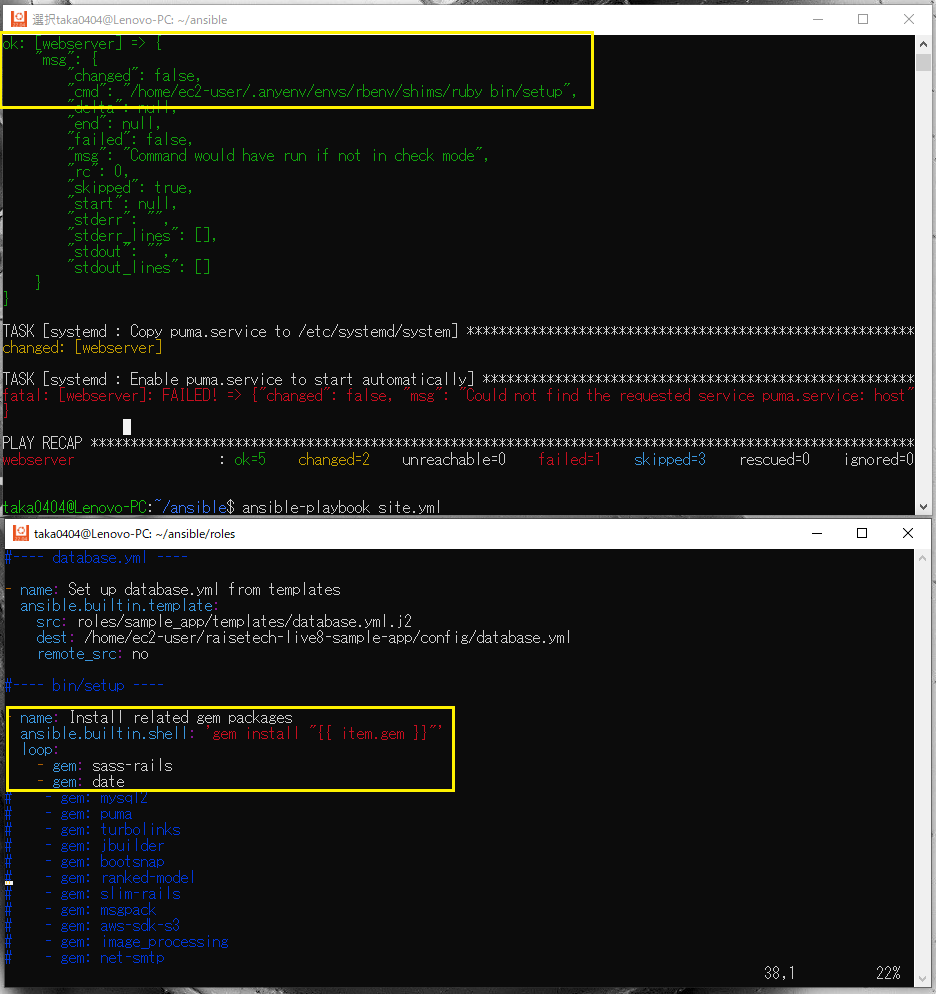 選択taka0404@Lenovo-PC: ~/ansible
ok: [webserver] => {
    "msg": {
        "changed": false,
        "cmd": "/home/ec2-user/.anyenv/envs/rbenv/shims/ruby bin/setup",
        "delta": null,
        "end": null,
        "failed": false,
        "msg": "Command would have run if not in check mode",
        "rc": 0,
        "skipped": true,
        "start": null,
        "stderr": "",
        "stderr_lines": [],
        "stdout": "",
        "stdout_lines": []
    }
}
TASK [systemd : Copy puma.service to /etc/systemd/system] ********************************************************
changed: [webserver]
TASK [systemd : Enable puma.service to start automatically] ******************************************************
fatal: [webserver]: FAILED! => {"changed": false, "msg": "Could not find the requested service puma.service: host"
}
PLAY RECAP *******************************************************************************************************
webserver                  : ok=5    changed=2    unreachable=0    failed=1    skipped=3    rescued=0    ignored=0
taka0404@Lenovo-PC:~/ansible$ ansible-playbook site.yml
taka0404@Lenovo-PC: ~/ansible/roles
#---- database.yml ----
- name: Set up database.yml from templates
  ansible.builtin.template:
    src: roles/sample_app/templates/database.yml.j2
    dest: /home/ec2-user/raisetech-live8-sample-app/config/database.yml
    remote_src: no
#---- bin/setup ----
- name: Install related gem packages
  ansible.builtin.shell: 'gem install "{{ item.gem }}"'
  loop:
    - gem: sass-rails
    - gem: date
#    - gem: mysql2
#    - gem: puma
#    - gem: turbolinks
#    - gem: jbuilder
#    - gem: bootsnap
#    - gem: ranked-model
#    - gem: slim-rails
#    - gem: msgpack
#    - gem: aws-sdk-s3
#    - gem: image_processing
#    - gem: net-smtp
38,1          22%